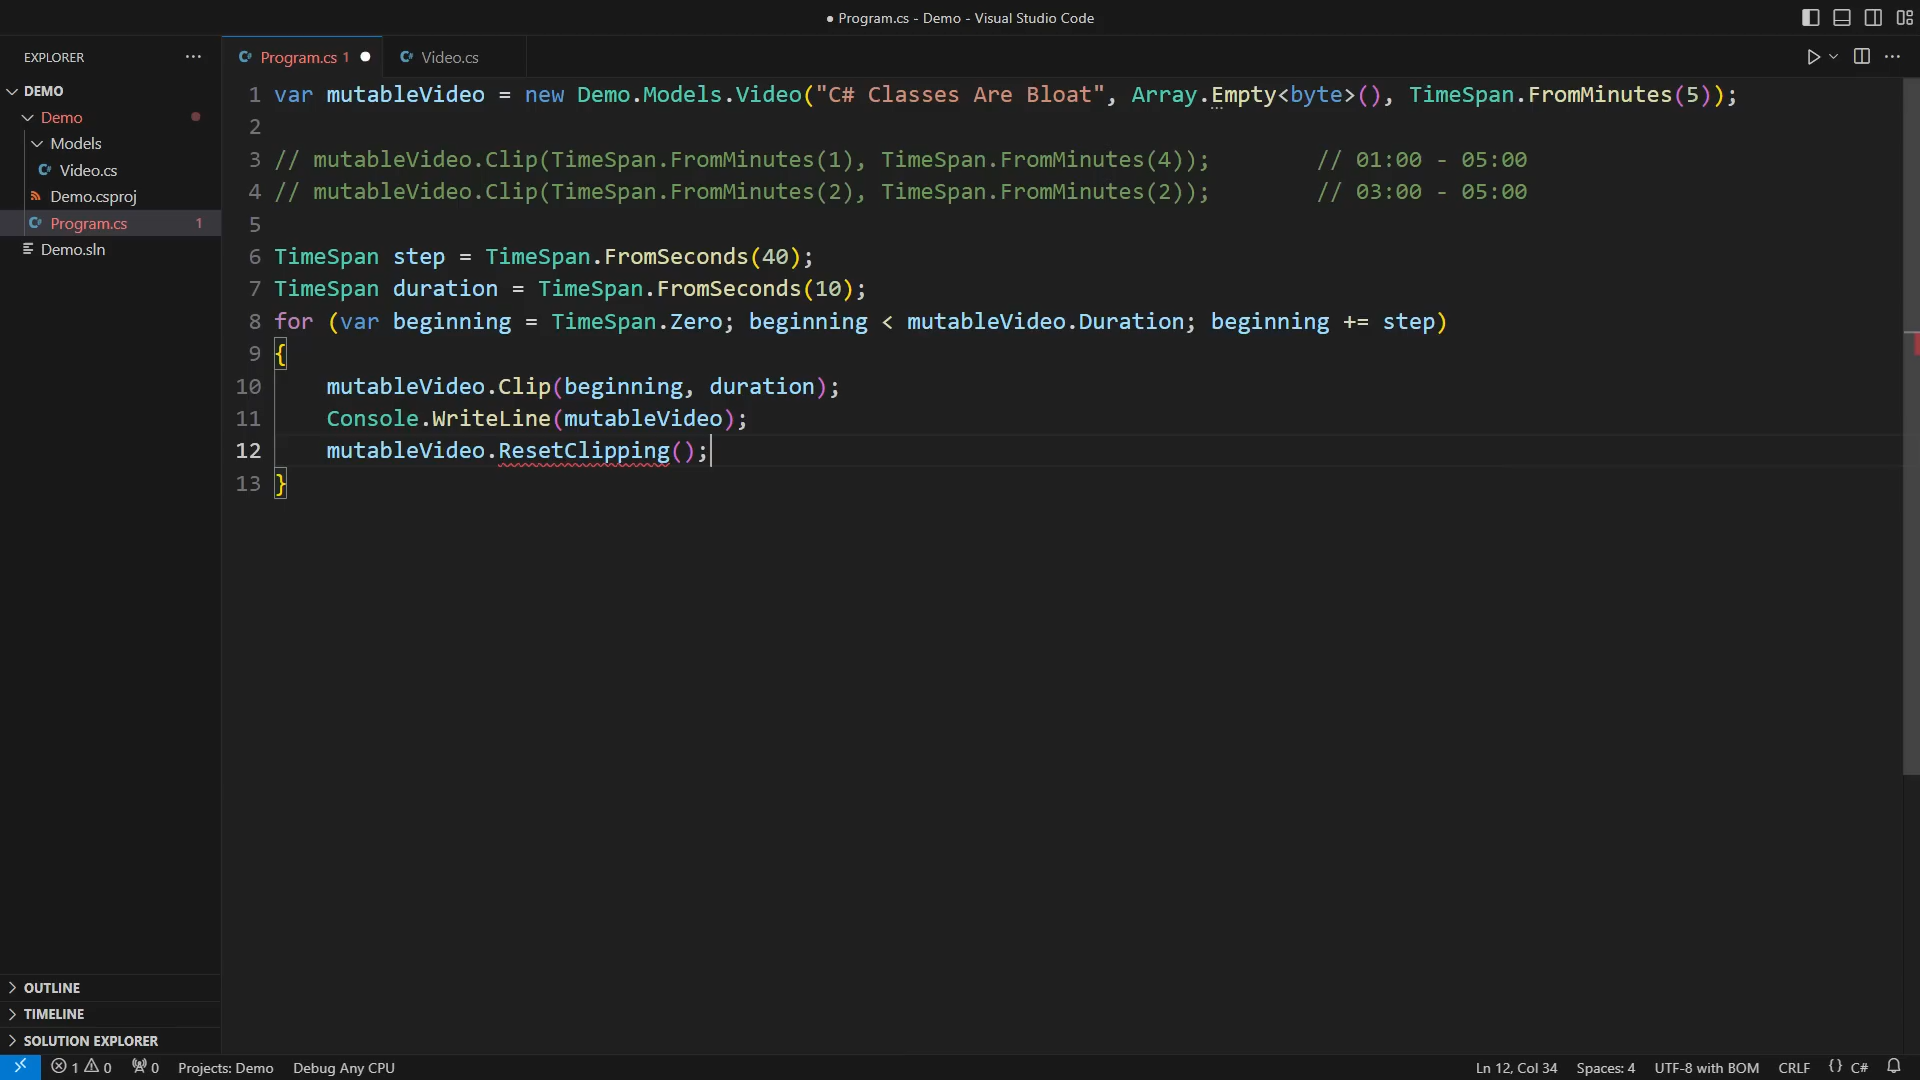 ● Program.cs - Demo - Visual Studio Code
EXPLORER
Program.cs 1
Video.cs
DEMO
Demo
Models
Video.cs
Demo.csproj
Program.cs 1
Demo.sln
1 var mutableVideo = new Demo.Models.Video("C# Classes Are Bloat", Array.Empty<byte>(), TimeSpan.FromMinutes(5));
2
3 // mutableVideo.Clip(TimeSpan.FromMinutes(1), TimeSpan.FromMinutes(4)); // 01:00 - 05:00
4 // mutableVideo.Clip(TimeSpan.FromMinutes(2), TimeSpan.FromMinutes(2)); // 03:00 - 05:00
5
6 TimeSpan step = TimeSpan.FromSeconds(40);
7 TimeSpan duration = TimeSpan.FromSeconds(10);
8 for (var beginning = TimeSpan.Zero; beginning < mutableVideo.Duration; beginning += step)
9 {
10 mutableVideo.Clip(beginning, duration);
11 Console.WriteLine(mutableVideo);
12 mutableVideo.ResetClipping();
13 }
OUTLINE
TIMELINE
SOLUTION EXPLORER
1 0 0 Projects: Demo Debug Any CPU Ln 12, Col 34 Spaces: 4 UTF-8 with BOM CRLF {} C#